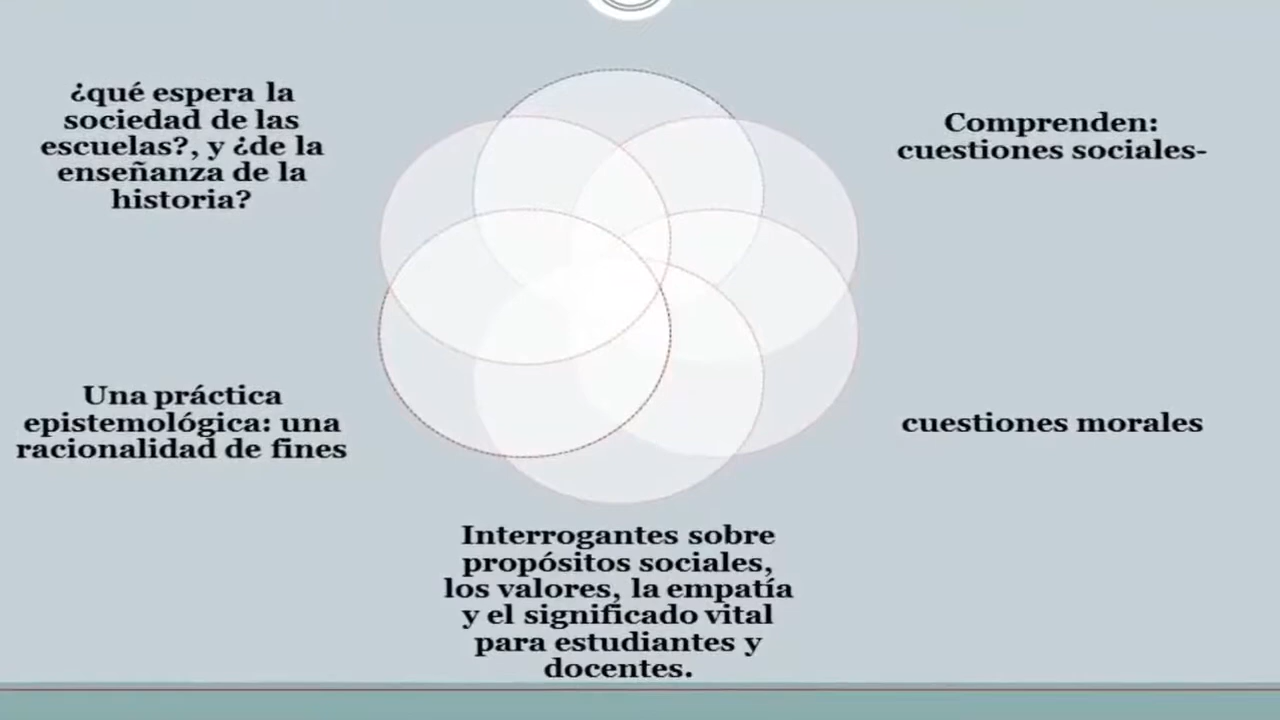 ¿qué espera la
sociedad de las
escuelas?, y ¿de la
enseñanza de la
historia?
Comprenden:
cuestiones sociales-
Una práctica
epistemológica: una
racionalidad de fines
cuestiones morales
Interrogantes sobre
propósitos sociales,
los valores, la empatía
y el significado vital
para estudiantes y
docentes.